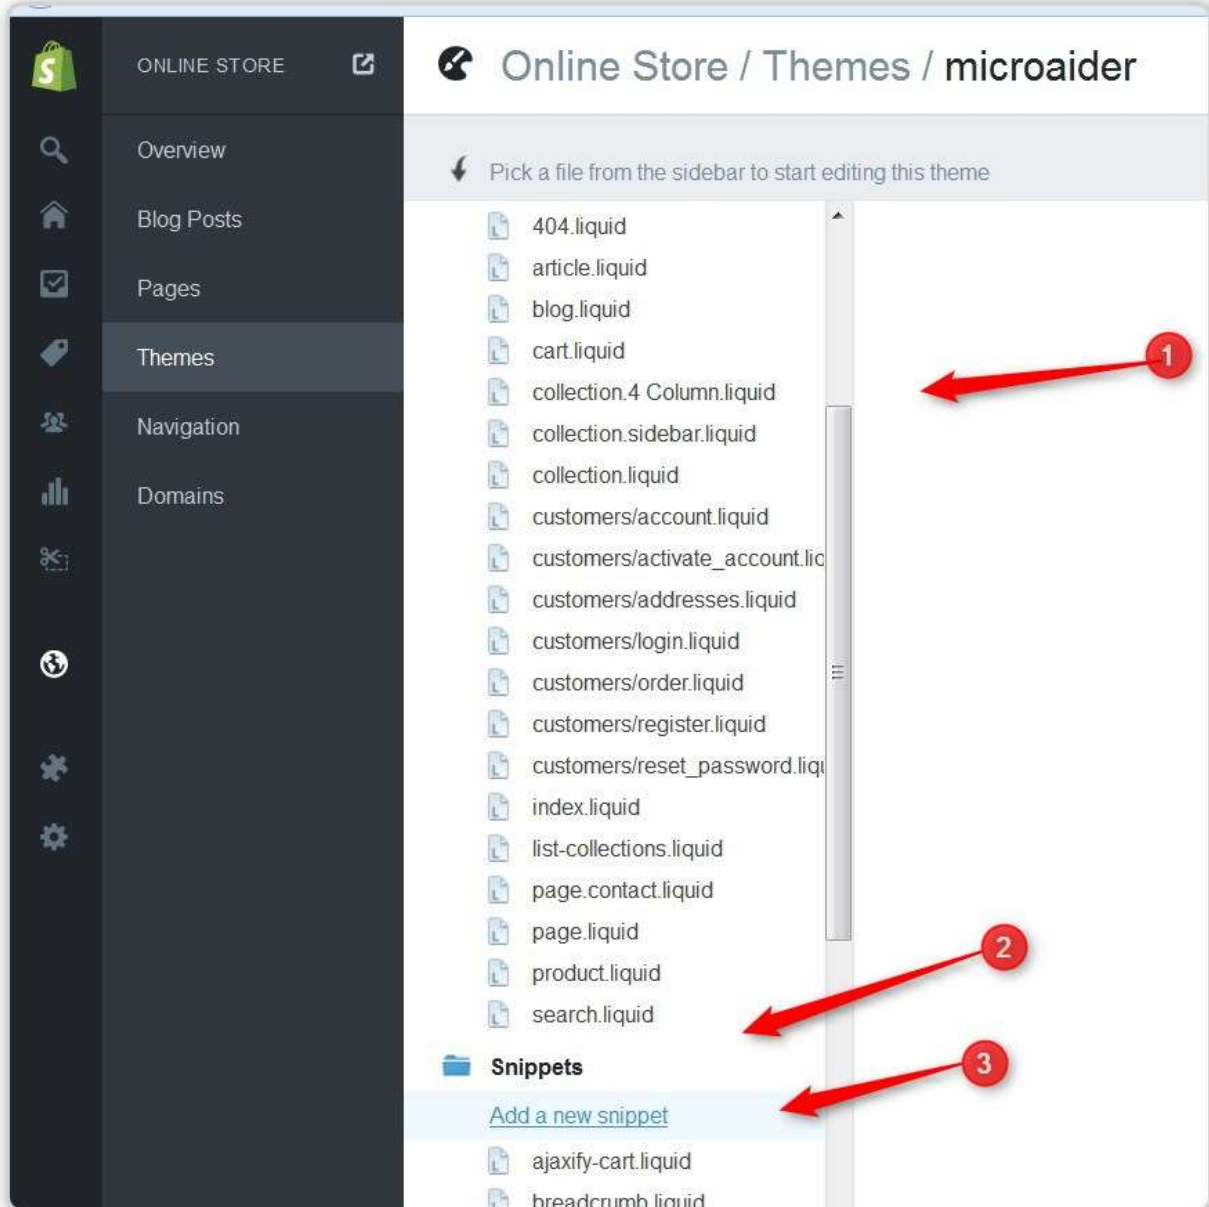 ONLINE STORE
Online Store / Themes / microaider
Overview
Blog Posts
Pages
Themes
Navigation
Domains
Pick a file from the sidebar to start editing this theme
404.liquid
article.liquid
blog.liquid
cart.liquid
collection.4 Column.liquid
collection.sidebar.liquid
collection.liquid
customers/account.liquid
customers/activate_account.liq
customers/addresses.liquid
customers/login.liquid
customers/order.liquid
customers/register.liquid
customers/reset_password.liqu
index.liquid
list-collections.liquid
page.contact.liquid
page.liquid
product.liquid
search.liquid
Snippets
Add a new snippet
ajaxify-cart.liquid
breadcrumb.liquid
1
2
3